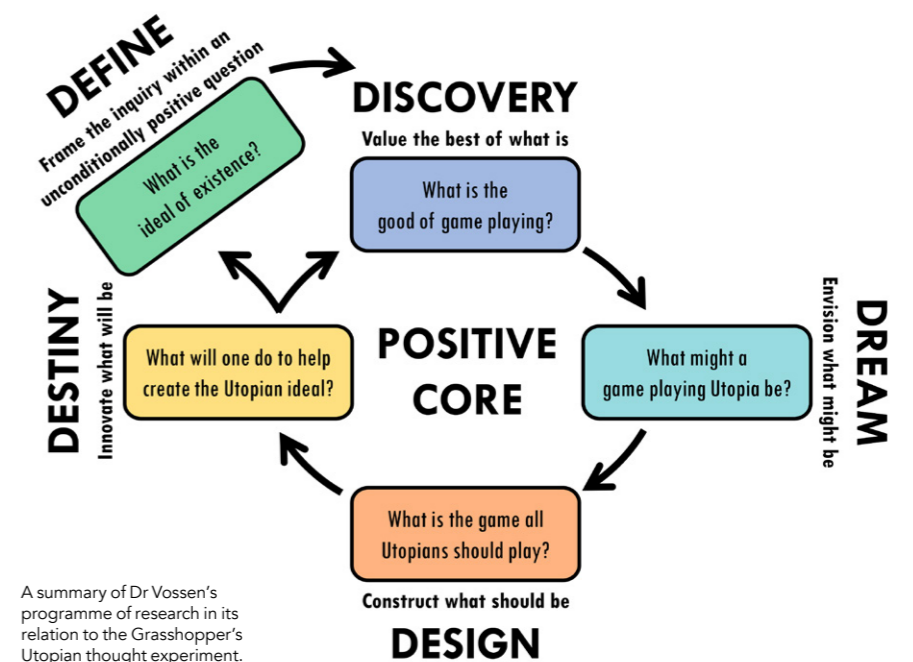 DEFINE
Frame the inquiry within an
unconditionally positive question
What is the
ideal of existence?
DISCOVERY
Value the best of what is
What is the
good of game playing?
DREAM
Envision what might be
What might a
game playing Utopia be?
POSITIVE
CORE
DESTINY
Innovate what will be
What will one do to help
create the Utopian ideal?
What is the game all
Utopians should play?
Construct what should be
DESIGN
A summary of Dr Vossen's
programme of research in its
relation to the Grasshopper's
Utopian thought experiment.